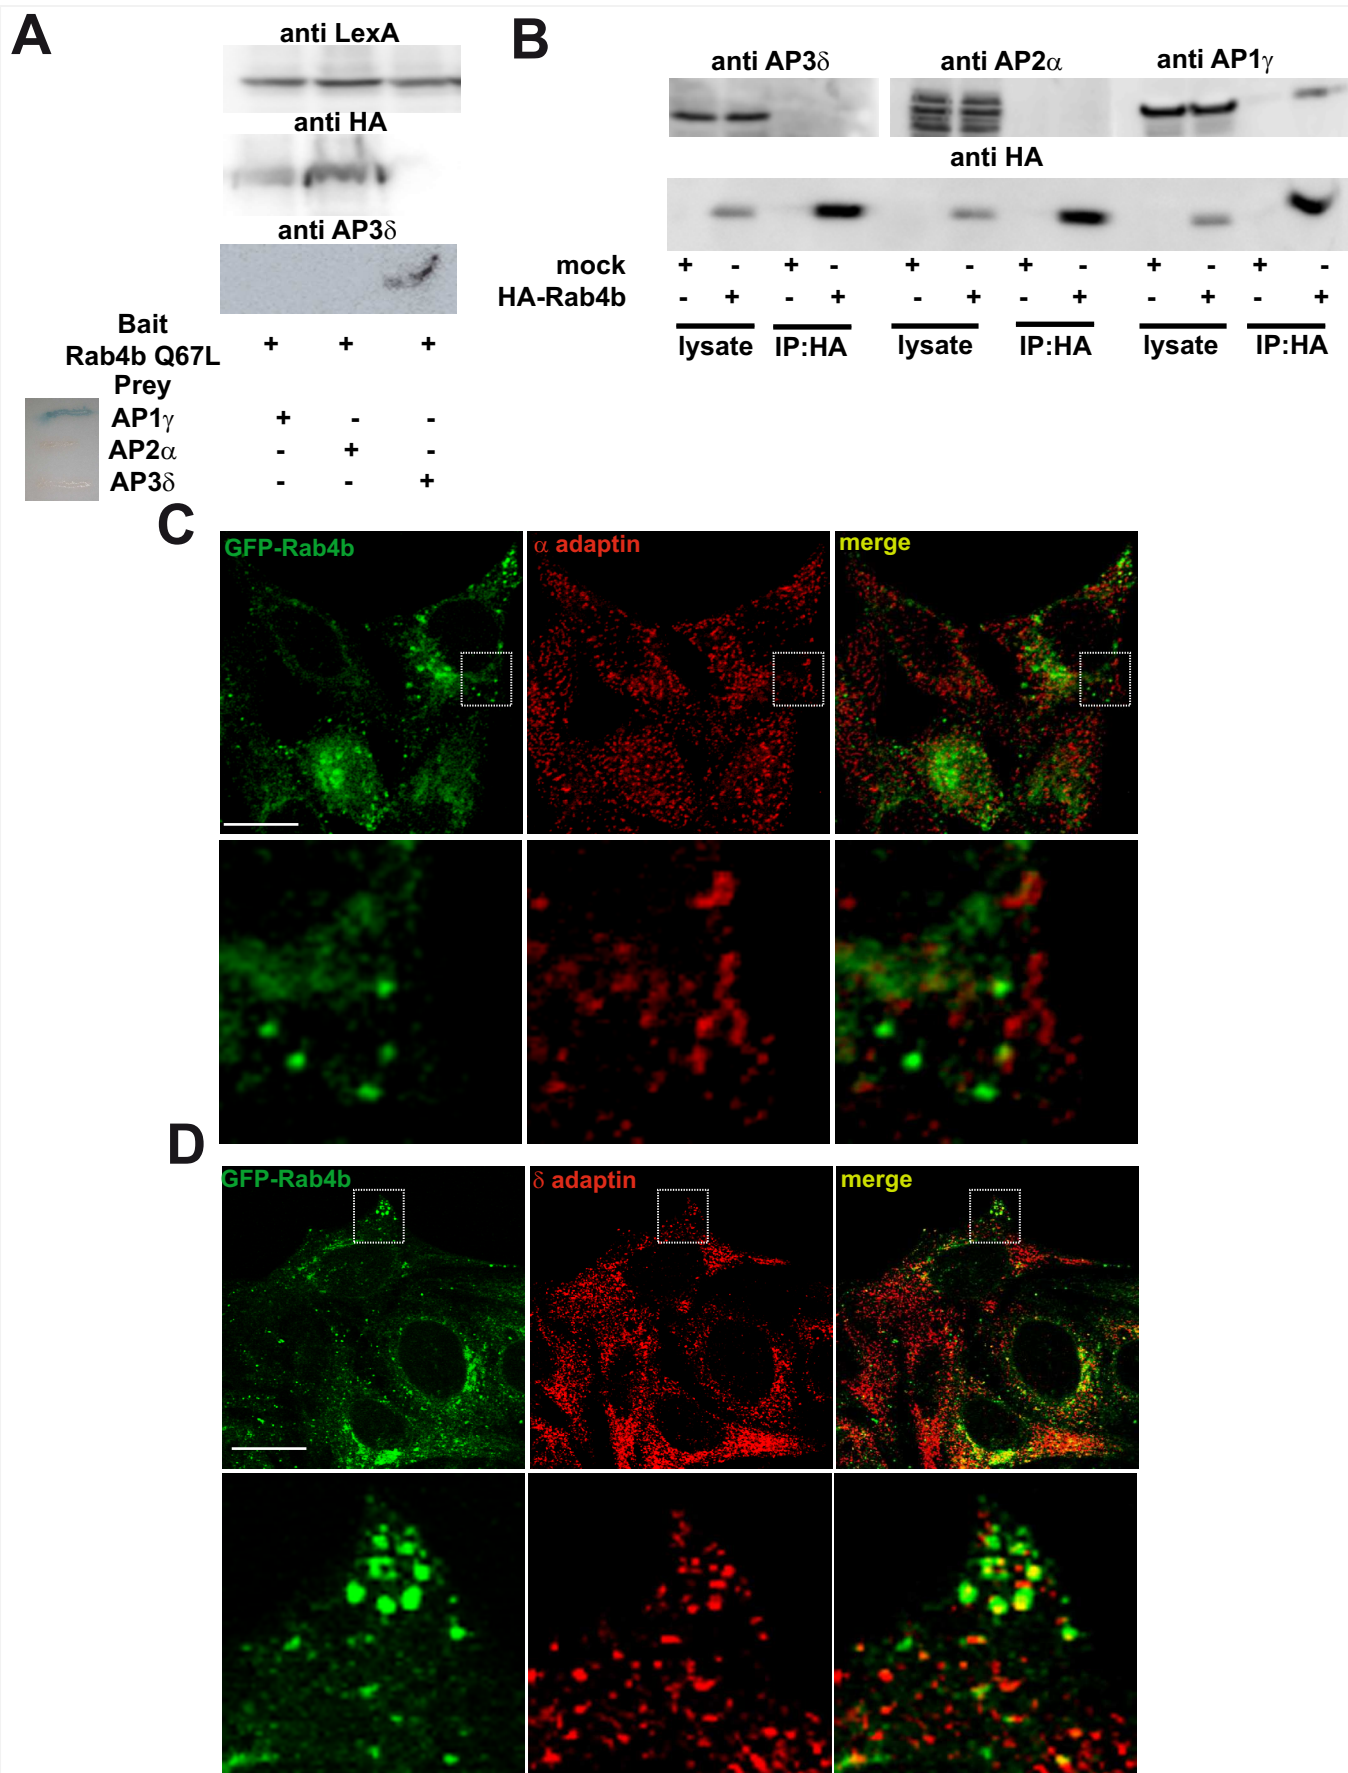 A
anti LexA
anti HA
anti AP3δ
Bait
Rab4b Q67L + + +
Prey
AP1γ + - -
AP2α - + -
AP3δ - - +
B
anti AP3δ anti AP2α anti AP1γ
anti HA
mock + - + - + - + - + - + -
HA-Rab4b - + - + - + - + - + - +
lysate IP:HA lysate IP:HA lysate IP:HA
C
GFP-Rab4b α adaptin merge
D
GFP-Rab4b δ adaptin merge